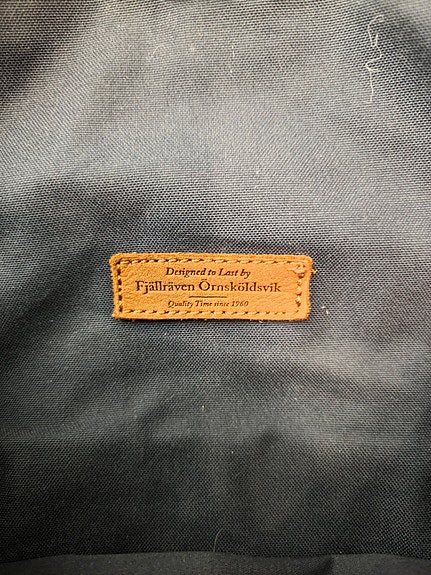 Designed to Last by
Fjällräven Örnsköldsvik
Quality Time since 1960